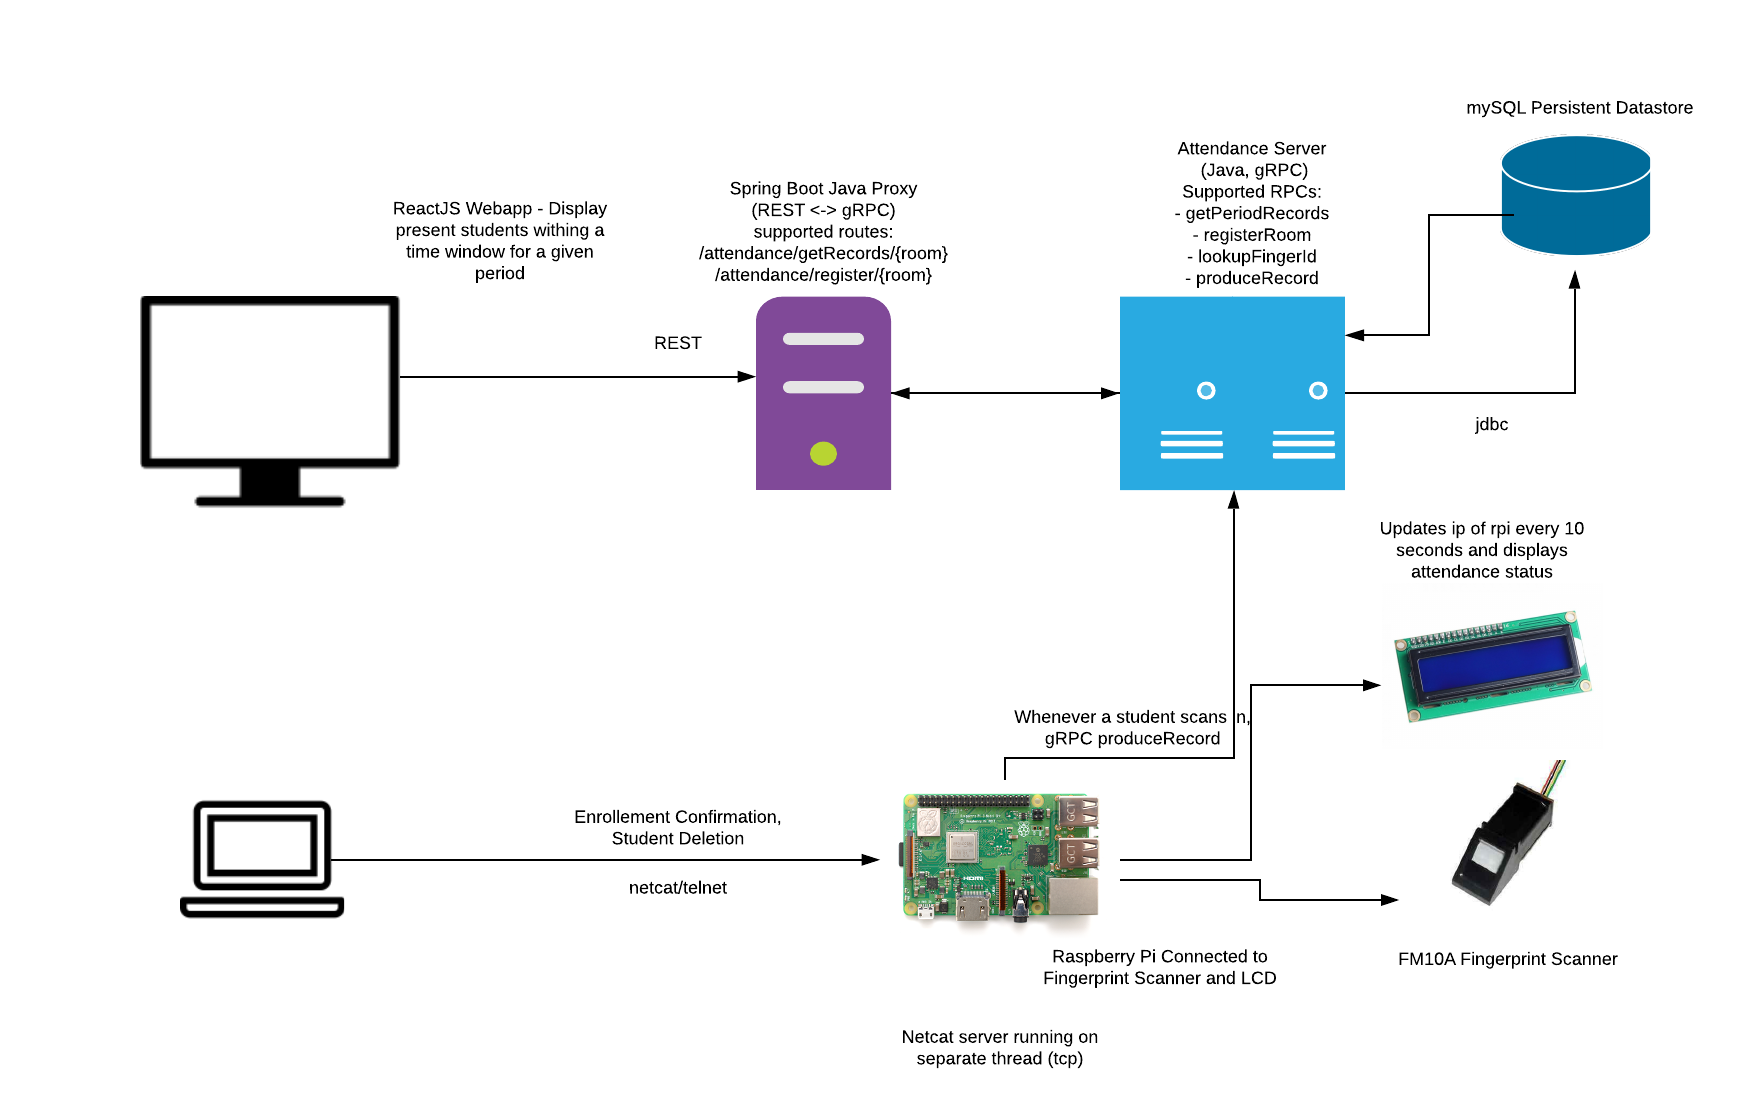 mySQL Persistent Datastore
Attendance Server
(Java, gRPC)
Supported RPCs:
- getPeriodRecords
- registerRoom
- lookupFingerId
- produceRecord
Spring Boot Java Proxy
(REST <-> gRPC)
supported routes:
/attendance/getRecords/{room}
/attendance/register/{room}
ReactJS Webapp - Display
present students withing a
time window for a given
period
REST
jdbc
Updates ip of rpi every 10
seconds and displays
attendance status
Whenever a student scans in,
gRPC produceRecord
Enrollement Confirmation,
Student Deletion
netcat/telnet
GCT
GCT
HDMI
Raspberry Pi Connected to
Fingerprint Scanner and LCD
FM10A Fingerprint Scanner
Netcat server running on
separate thread (tcp)